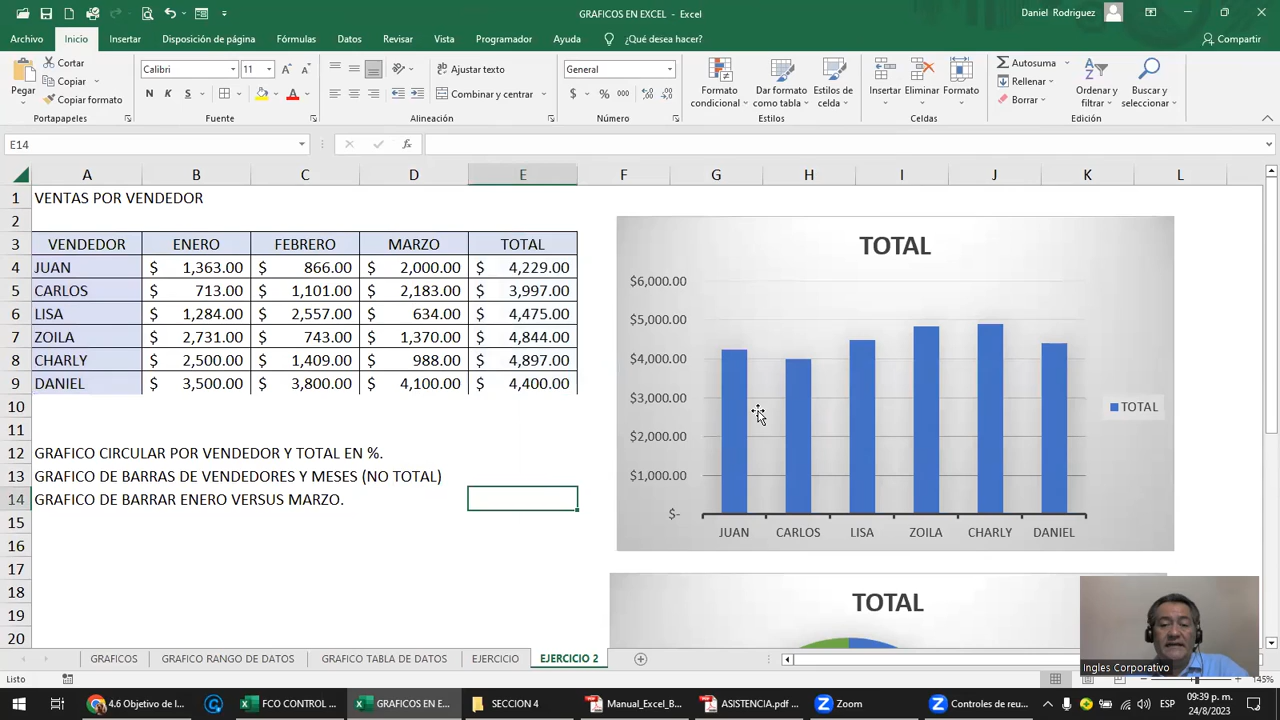 GRAFICOS EN EXCEL - Excel
Daniel Rodriguez
Archivo Inicio Insertar Disposición de página Fórmulas Datos Revisar Vista Programador Ayuda ¿Qué desea hacer? Compartir
Pegar
Cortar
Copiar
Copiar formato
Portapapeles
Calibri 11
N K S
Fuente
Ajustar texto
Combinar y centrar
Alineación
General
$ % 000
Número
Formato condicional
Dar formato como tabla
Estilos de celda
Estilos
Insertar Eliminar Formato
Celdas
Autosuma
Rellenar
Borrar
Ordenar y filtrar
Buscar y seleccionar
Edición
E14
fx
A B C D E F G H I J K L
1 VENTAS POR VENDEDOR
2
3 VENDEDOR ENERO FEBRERO MARZO TOTAL
4 JUAN $ 1,363.00 $ 866.00 $ 2,000.00 $ 4,229.00
5 CARLOS $ 713.00 $ 1,101.00 $ 2,183.00 $ 3,997.00
6 LISA $ 1,284.00 $ 2,557.00 $ 634.00 $ 4,475.00
7 ZOILA $ 2,731.00 $ 743.00 $ 1,370.00 $ 4,844.00
8 CHARLY $ 2,500.00 $ 1,409.00 $ 988.00 $ 4,897.00
9 DANIEL $ 3,500.00 $ 3,800.00 $ 4,100.00 $ 4,400.00
10
11
12 GRAFICO CIRCULAR POR VENDEDOR Y TOTAL EN %.
13 GRAFICO DE BARRAS DE VENDEDORES Y MESES (NO TOTAL)
14 GRAFICO DE BARRAR ENERO VERSUS MARZO.
15
16
17
18
19
20
TOTAL
$6,000.00
$5,000.00
$4,000.00
$3,000.00
$2,000.00
$1,000.00
$-
JUAN CARLOS LISA ZOILA CHARLY DANIEL
TOTAL
TOTAL
Ingles Corporativo
GRAFICOS GRAFICO RANGO DE DATOS GRAFICO TABLA DE DATOS EJERCICIO EJERCICIO 2
Listo
145%
4.6 Objetivo de la...
FCO CONTROL ...
GRAFICOS EN EXC...
SECCION 4
Manual_Excel_B...
ASISTENCIA.pdf ...
Zoom
Controles de reu...
ESP
09:39 p. m.
24/8/2023